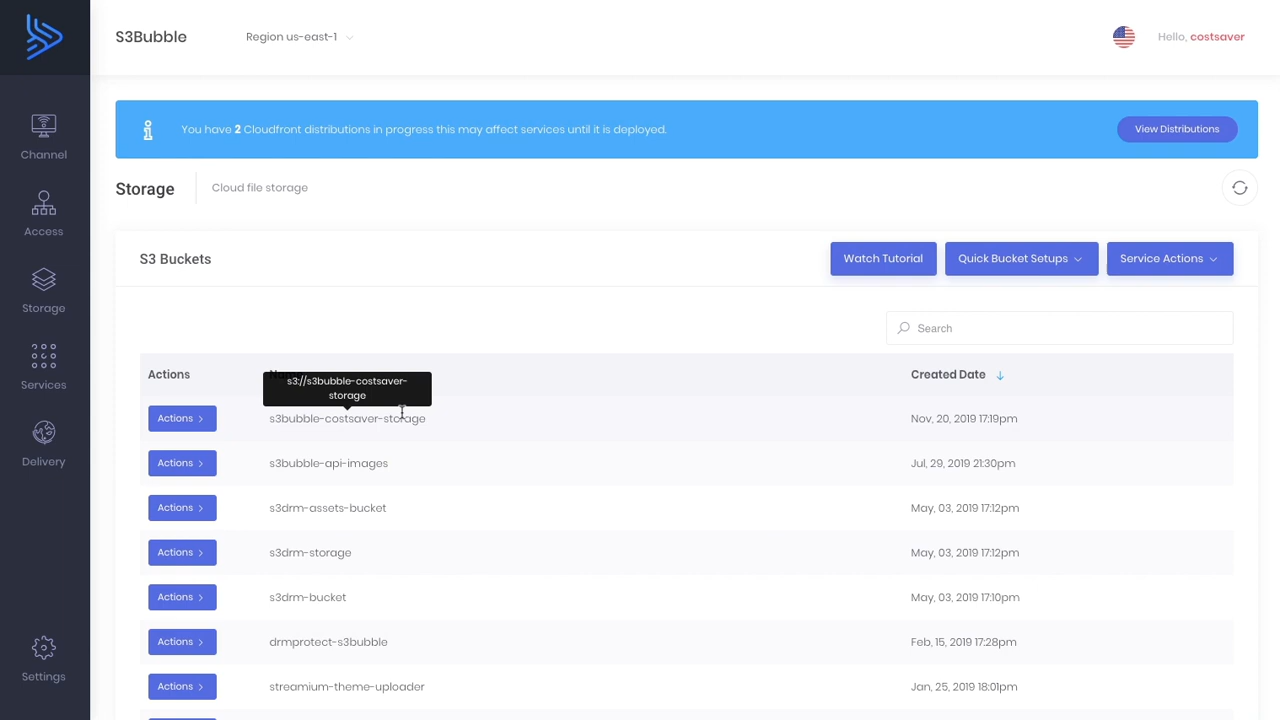 S3Bubble
Region us-east-1
Hello, costsaver
You have 2 Cloudfront distributions in progress this may affect services until it is deployed.
View Distributions
Channel
Access
Storage
Services
Delivery
Settings
Storage
Cloud file storage
S3 Buckets
Watch Tutorial
Quick Bucket Setups
Service Actions
Search
Actions
Created Date
s3://s3bubble-costsaver-
storage
Actions s3bubble-costsaver-storage Nov, 20, 2019 17:19pm
Actions s3bubble-api-images Jul, 29, 2019 21:30pm
Actions s3drm-assets-bucket May, 03, 2019 17:12pm
Actions s3drm-storage May, 03, 2019 17:12pm
Actions s3drm-bucket May, 03, 2019 17:10pm
Actions drmprotect-s3bubble Feb, 15, 2019 17:28pm
Actions streamium-theme-uploader Jan, 25, 2019 18:01pm